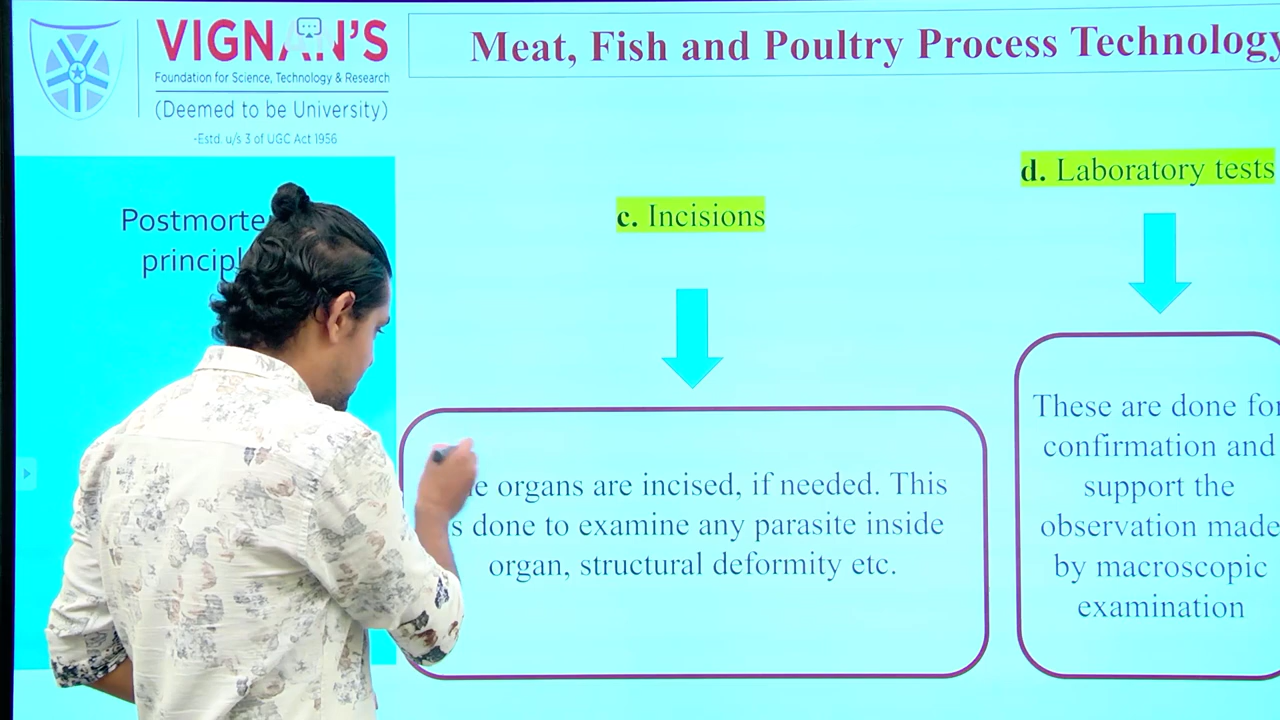 VIGNAN'S
Foundation for Science, Technology & Research
(Deemed to be University)
-Estd. u/s 3 of UGC Act 1956
Meat, Fish and Poultry Process Technology
c. Incisions
d. Laboratory tests
organs are incised, if needed. This
done to examine any parasite inside
organ, structural deformity etc.
These are done for
confirmation and
support the
observation made
by macroscopic
examination